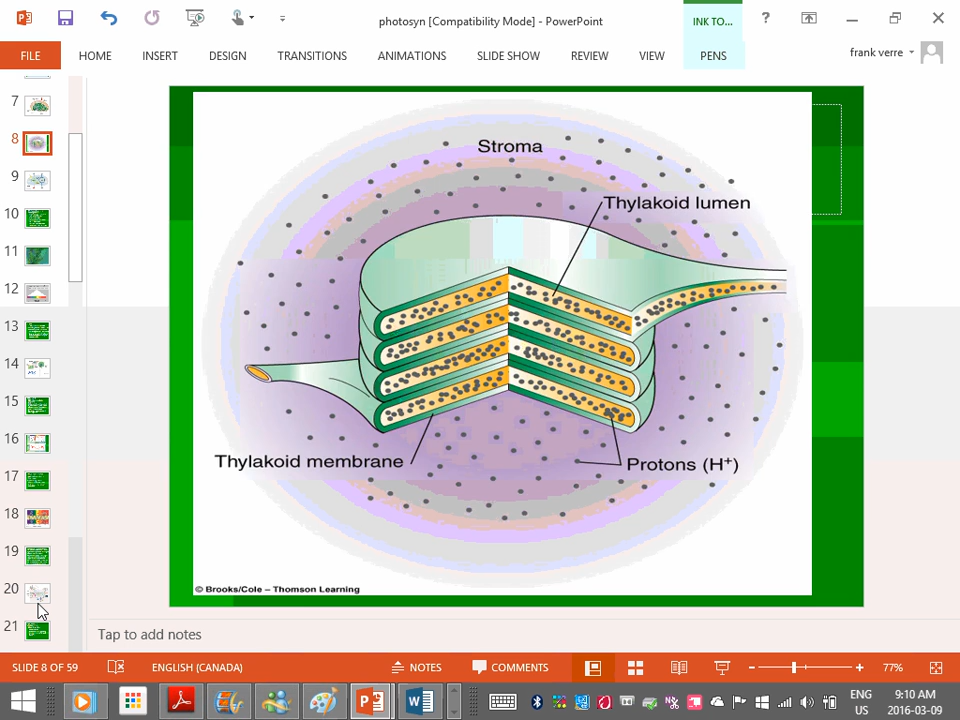 photosyn [Compatibility Mode] - PowerPoint
INK TO...
?
FILE
HOME
INSERT
DESIGN
TRANSITIONS
ANIMATIONS
SLIDE SHOW
REVIEW
VIEW
PENS
frank verre
7
8
9
10
11
12
13
14
15
16
17
18
19
20
21
Stroma
Thylakoid lumen
Thylakoid membrane
Protons (H⁺)
© Brooks/Cole – Thomson Learning
Tap to add notes
SLIDE 8 OF 59
ENGLISH (CANADA)
NOTES
COMMENTS
77%
ENG
US
9:10 AM
2016-03-09